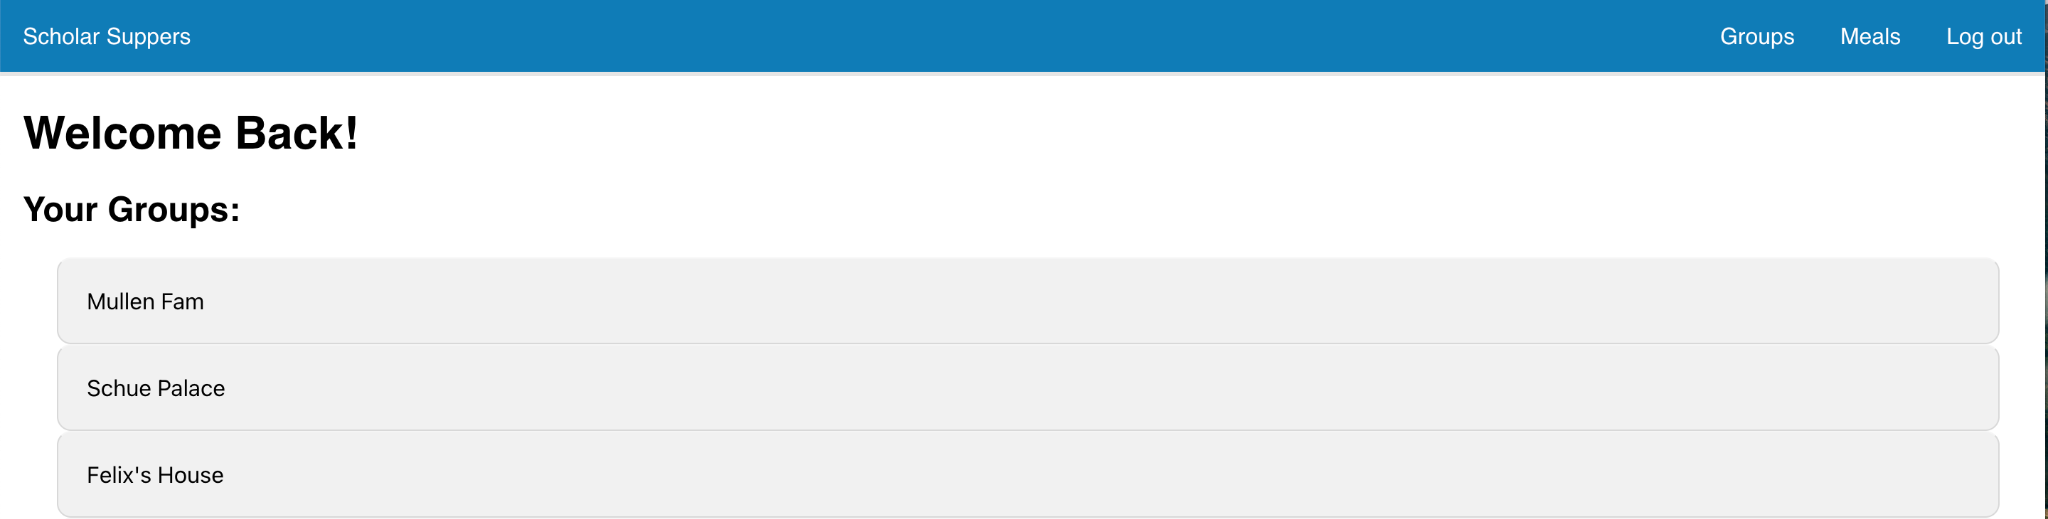 Scholar Suppers Groups Meals Log out
Welcome Back!
Your Groups:
Mullen Fam
Schue Palace
Felix's House